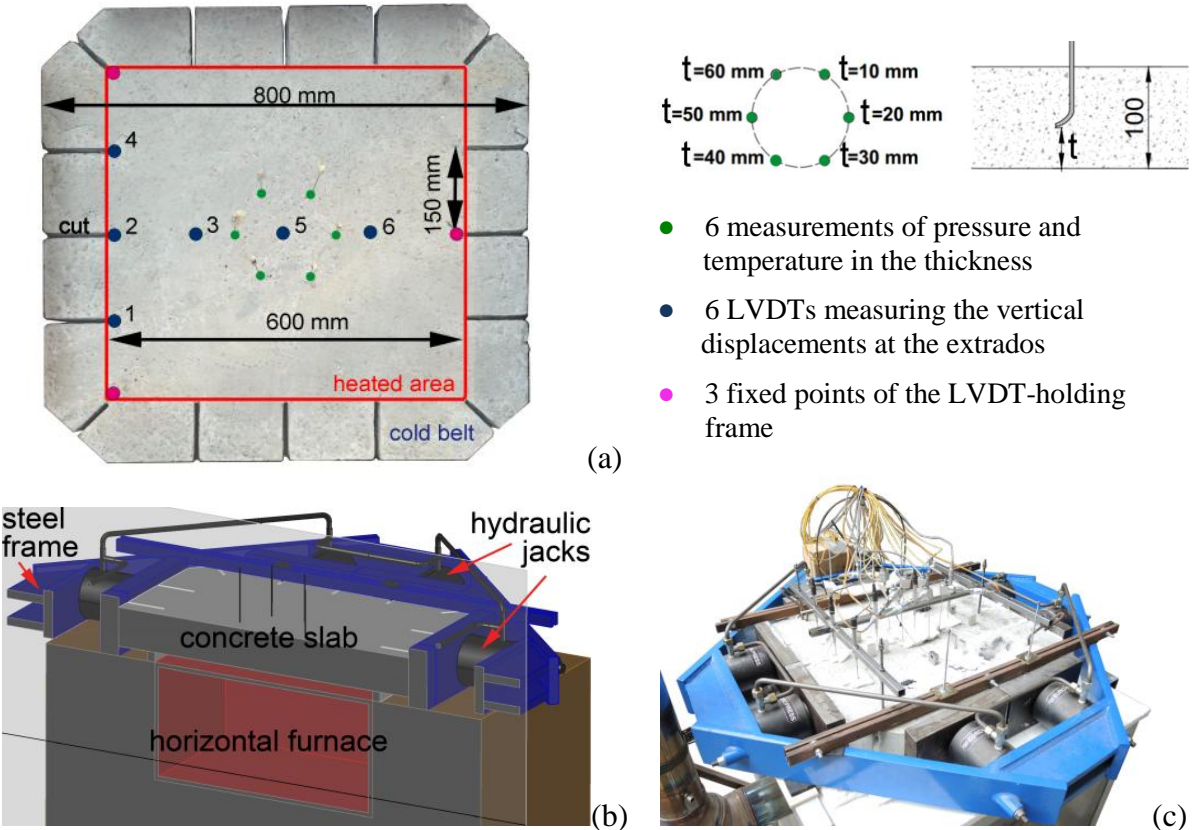 800 mm
4
cut
2
3
5
6
150 mm
1
600 mm
heated area
cold belt
(a)
t=60 mm
t=10 mm
t=50 mm
t=20 mm
t=40 mm
t=30 mm
100
t
6 measurements of pressure and
temperature in the thickness
6 LVDTs measuring the vertical
displacements at the extrados
3 fixed points of the LVDT-holding
frame
steel
frame
hydraulic
jacks
concrete slab
horizontal furnace
(b)
(c)